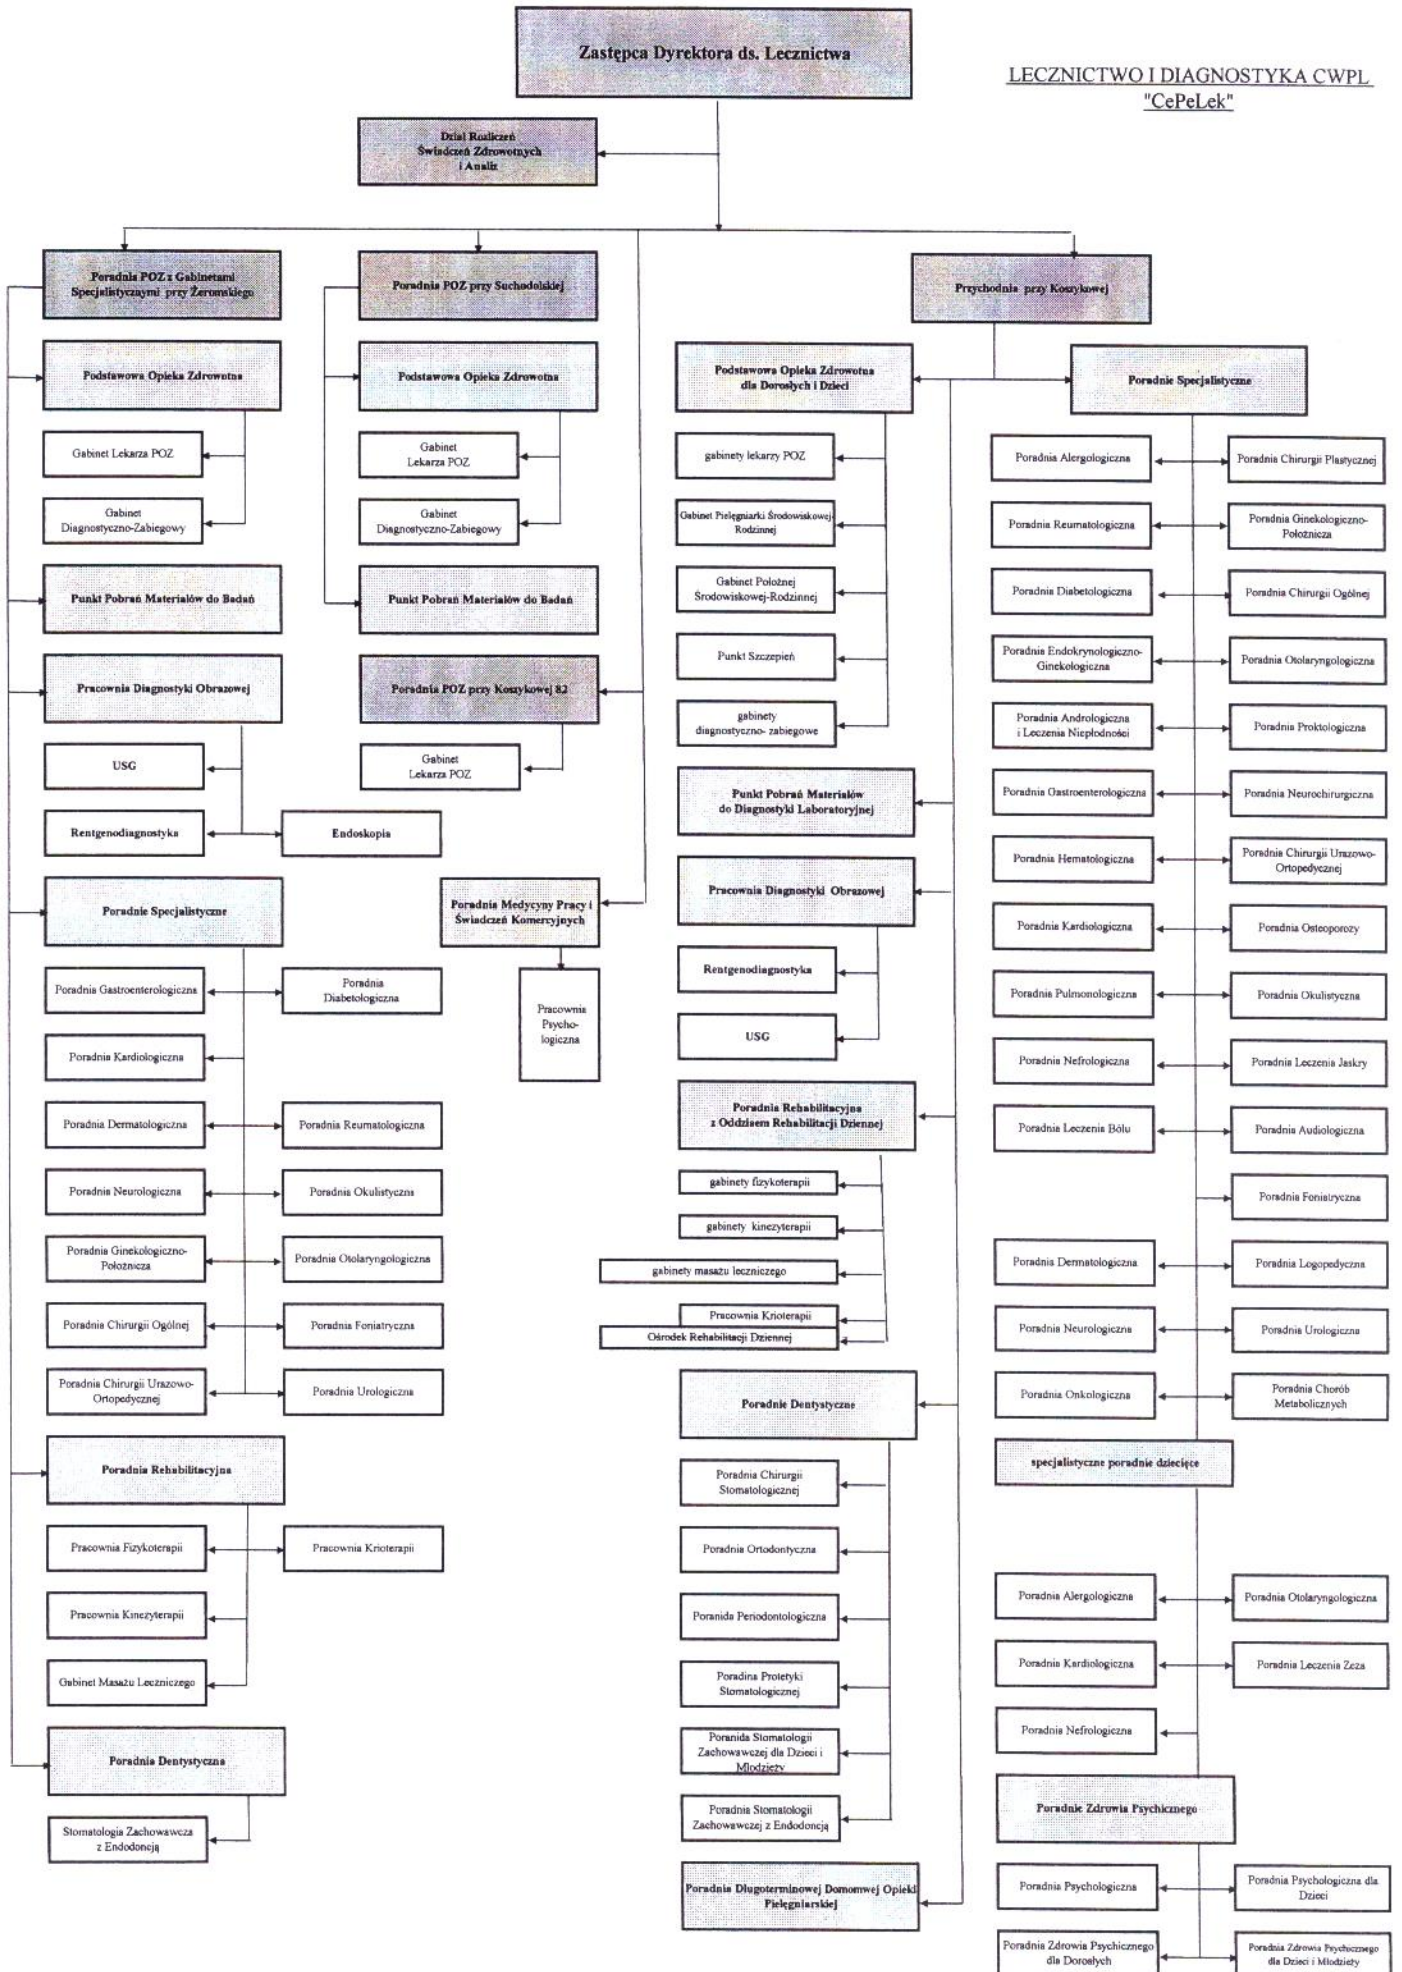 Zastępca Dyrektora ds. Lecznictwa
LECZNICTWO I DIAGNOSTYKA CWPL
"CePeLek"
Dział Rozliczeń
Świadczeń Zdrowotnych
i Analiz
Poradnia POZ z Gabinetami
Specjalistycznymi przy Żeromskiego
Podstawowa Opieka Zdrowotna
Gabinet Lekarza POZ
Gabinet
Diagnostyczno-Zabiegowy
Punkt Pobrań Materiałów do Badań
Pracownia Diagnostyki Obrazowej
USG
Rentgenodiagnostyka
Endoskopia
Poradnie Specjalistyczne
Poradnia Gastroenterologiczna
Poradnia
Diabetologiczna
Poradnia Kardiologiczna
Poradnia Dermatologiczna
Poradnia Reumatologiczna
Poradnia Neurologiczna
Poradnia Okulistyczna
Poradnia Ginekologiczno-
Położnicza
Poradnia Otolaryngologiczna
Poradnia Chirurgii Ogólnej
Poradnia Foniatryczna
Poradnia Chirurgii Urazowo-
Ortopedycznej
Poradnia Urologiczna
Poradnia Rehabilitacyjna
Pracownia Fizykoterapii
Pracownia Krioterapii
Pracownia Kinezyterapii
Gabinet Masażu Leczniczego
Poradnia Dentystyczna
Stomatologia Zachowawcza
z Endodoncją
Poradnia POZ przy Suchodolskiej
Podstawowa Opieka Zdrowotna
Gabinet
Lekarza POZ
Gabinet
Diagnostyczno-Zabiegowy
Punkt Pobrań Materiałów do Badań
Poradnia POZ przy Koszykowej 82
Gabinet
Lekarza POZ
Poradnia Medycyny Pracy i
Świadczeń Komercyjnych
Pracownia
Psycho-
logiczna
Przychodnia przy Koszykowej
Podstawowa Opieka Zdrowotna
dla Dorosłych i Dzieci
gabinety lekarzy POZ
Gabinet Pielęgniarki Środowiskowej-
Rodzinnej
Gabinet Położnej
Środowiskowej-Rodzinnej
Punkt Szczepień
gabinety
diagnostyczno- zabiegowe
Punkt Pobrań Materiałów
do Diagnostyki Laboratoryjnej
Pracownia Diagnostyki Obrazowej
Rentgenodiagnostyka
USG
Poradnia Rehabilitacyjna
z Oddzisem Rehabilitacji Dziennej
gabinety fizykoterapii
gabinety kinezyterapii
gabinety masażu leczniczego
Pracownia Krioterapii
Ośrodek Rehabilitacji Dziennej
Poradnie Dentystyczne
Poradnia Chirurgii
Stomatologicznej
Poradnia Ortodontyczna
Poranida Periodontologiczna
Poradina Protetyki
Stomatologicznej
Poranida Stomatologii
Zachowawczej dla Dzieci i
Młodzieży
Poradnia Stomatologii
Zachowawczej z Endodoncją
Poradnia Długoterminowej Domomwej Opieki
Pielęgniarskiej
Poradnie Specjalistyczne
Poradnia Alergologiczna
Poradnia Chirurgii Plastycznej
Poradnia Reumatologiczna
Poradnia Ginekologiczno-
Położnicza
Poradnia Diabetologiczna
Poradnia Chirurgii Ogólnej
Poradnia Endokrynologiczno-
Ginekologiczna
Poradnia Otolaryngologiczna
Poradnia Andrologiczna
i Leczenia Niepłodności
Poradnia Proktologiczna
Poradnia Gastroenterologiczna
Poradnia Neurochirurgiczna
Poradnia Hematologiczna
Poradnia Chirurgii Urazowo-
Ortopedycznej
Poradnia Kardiologiczna
Poradnia Osteoporozy
Poradnia Pulmonologiczna
Poradnia Okulistyczna
Poradnia Nefrologiczna
Poradnia Leczenia Jaskry
Poradnia Leczenia Bólu
Poradnia Audiologiczna
Poradnia Foniatryczna
Poradnia Dermatologiczna
Poradnia Logopedyczna
Poradnia Neurologiczna
Poradnia Urologiczna
Poradnia Onkologiczna
Poradnia Chorób
Metabolicznych
specjalistyczne poradnie dziecięce
Poradnia Alergologiczna
Poradnia Otolaryngologiczna
Poradnia Kardiologiczna
Poradnia Leczenia Zeza
Poradnia Nefrologiczna
Poradnie Zdrowia Psychicznego
Poradnia Psychologiczna
Poradnia Psychologiczna dla
Dzieci
Poradnia Zdrowia Psychicznego
dla Dorosłych
Poradnia Zdrowia Psychicznego
dla Dzieci i Młodzieży